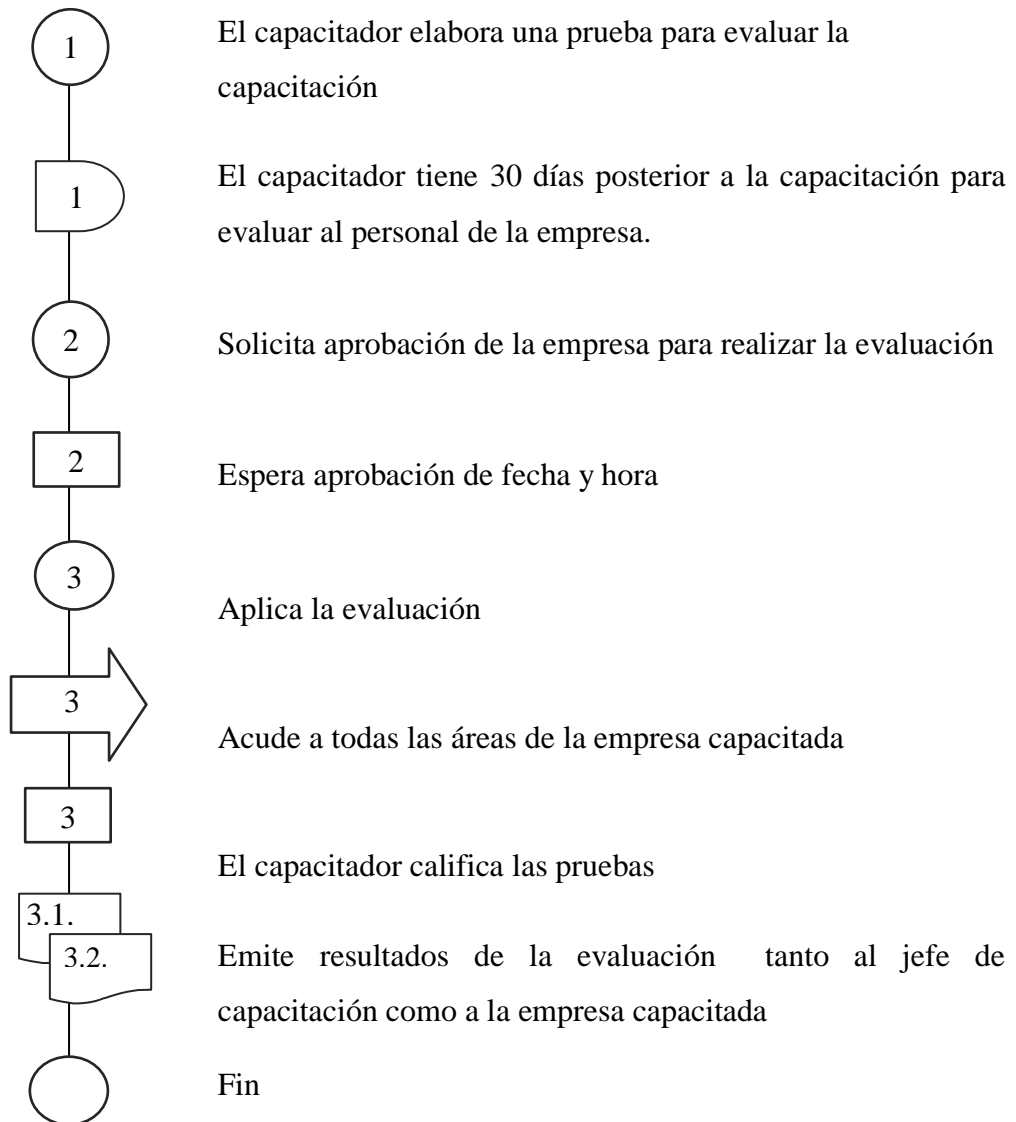 1 El capacitador elabora una prueba para evaluar la
capacitación
1 El capacitador tiene 30 días posterior a la capacitación para
evaluar al personal de la empresa.
2 Solicita aprobación de la empresa para realizar la evaluación
2 Espera aprobación de fecha y hora
3 Aplica la evaluación
3 Acude a todas las áreas de la empresa capacitada
3 El capacitador califica las pruebas
3.1.
3.2. Emite resultados de la evaluación tanto al jefe de
capacitación como a la empresa capacitada
Fin